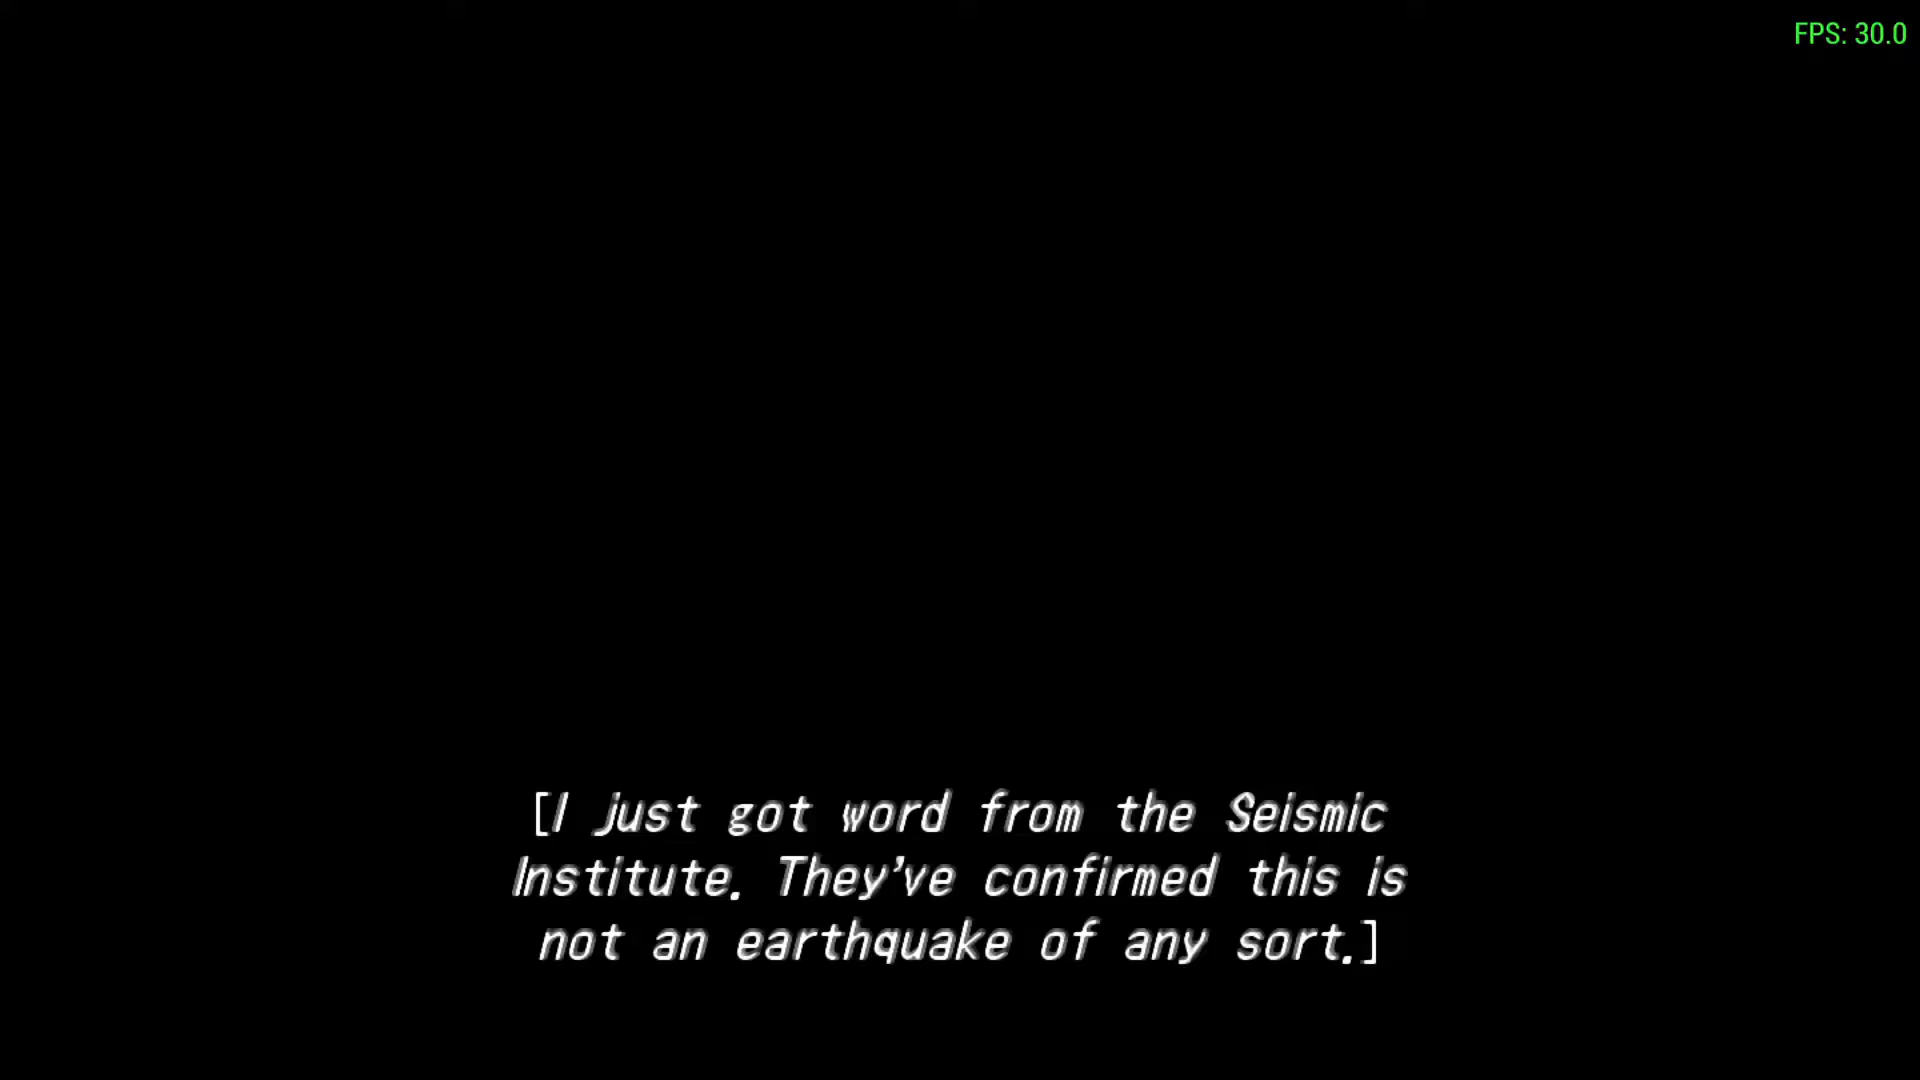 FPS: 30.0
[I just got word from the Seismic
Institute. They've confirmed this is
not an earthquake of any sort.]